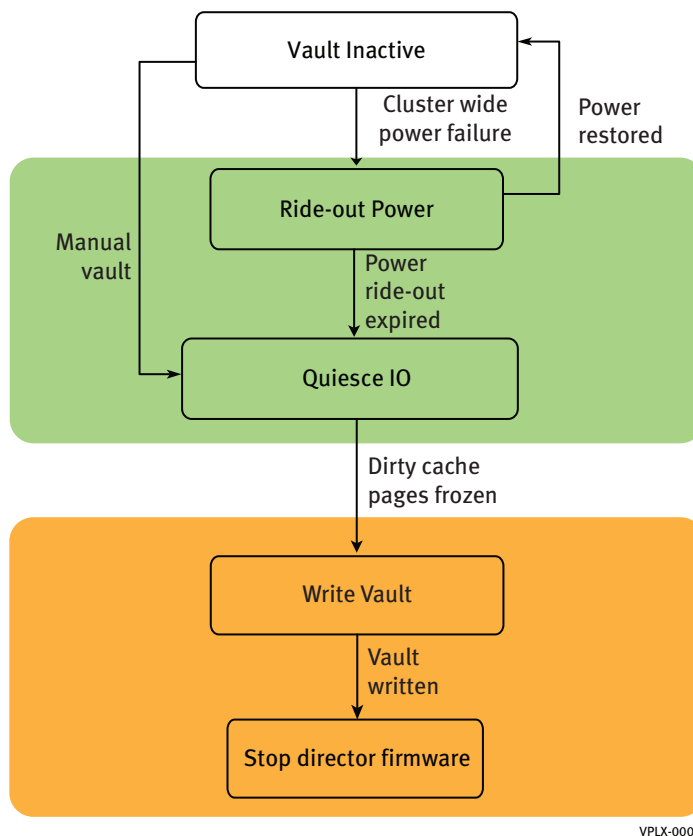 Vault Inactive
Cluster wide
power failure
Power
restored
Ride-out Power
Manual
vault
Power
ride-out
expired
Quiesce IO
Dirty cache
pages frozen
Write Vault
Vault
written
Stop director firmware
VPLX-000